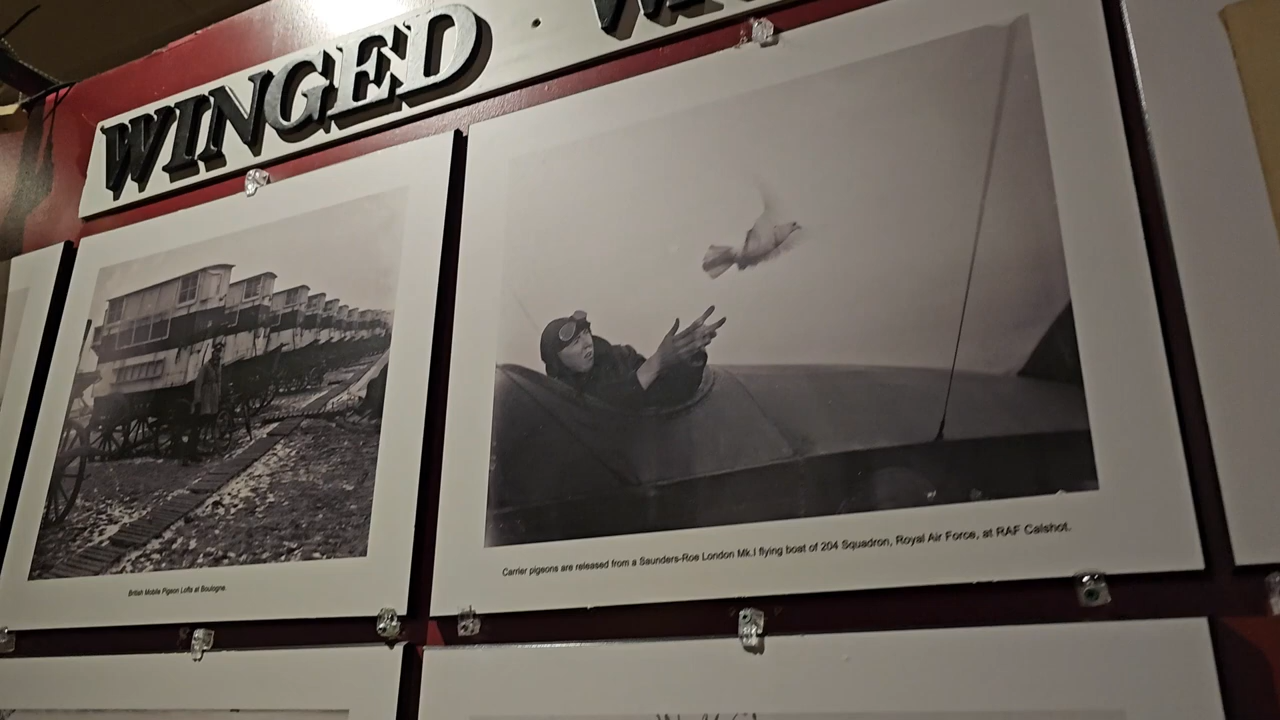 WINGED
British Mobile Pigeon Lofts at Boulogne.
Carrier pigeons are released from a Saunders-Roe London Mk.I flying boat of 204 Squadron, Royal Air Force, at RAF Calshot.